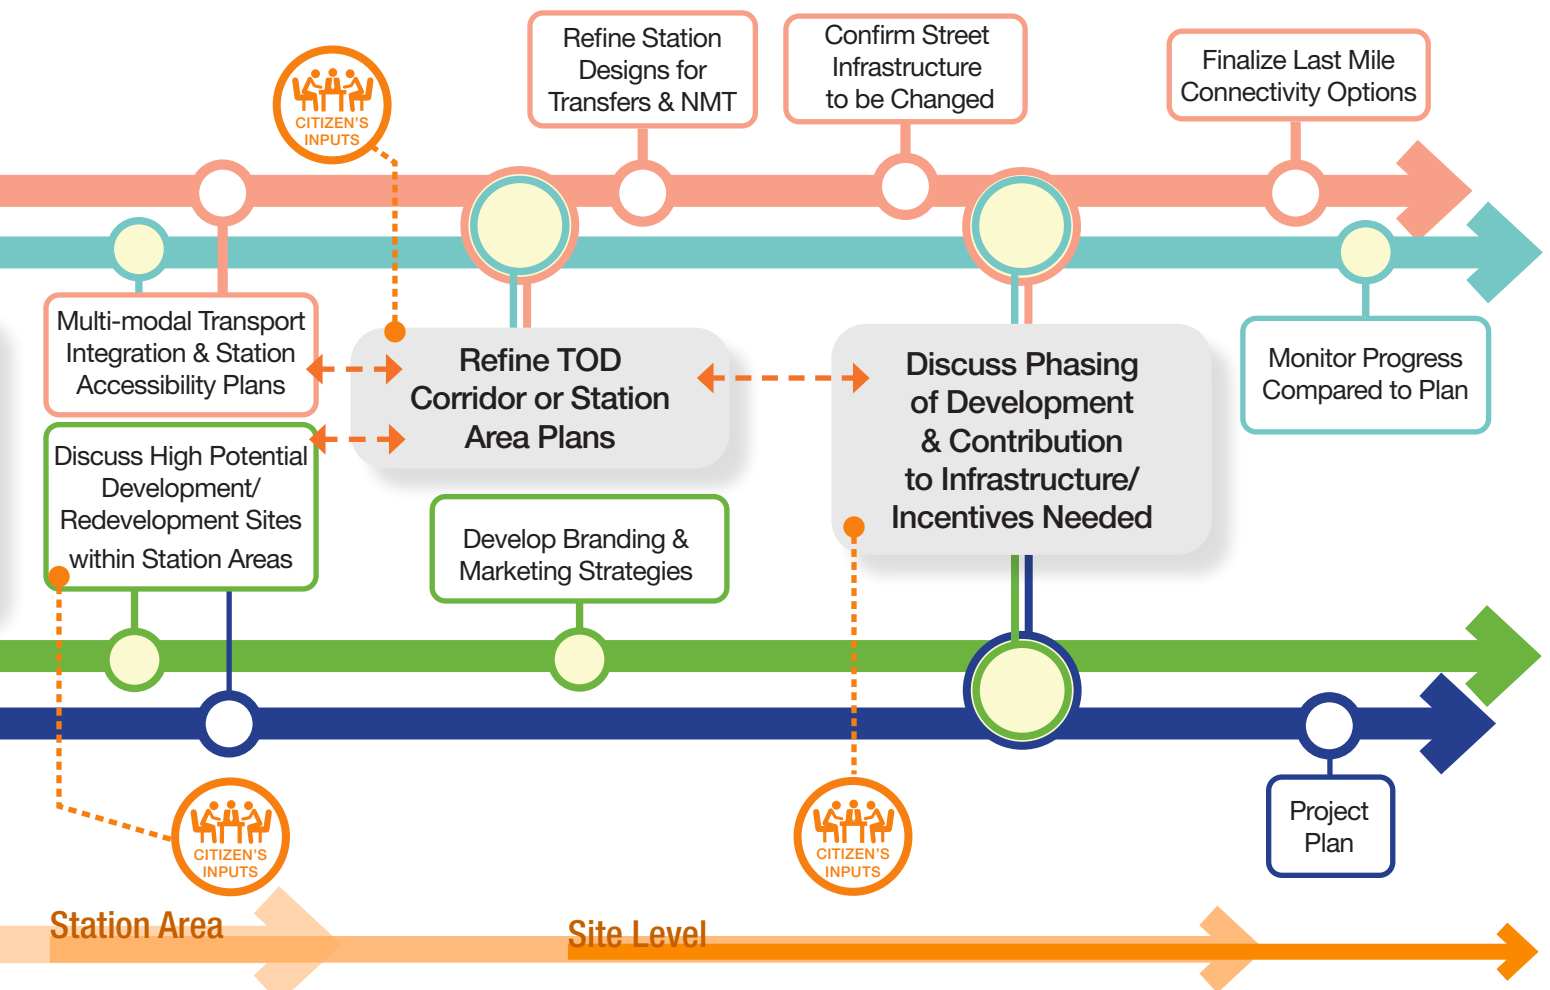 Refine Station
Designs for
Transfers & NMT
Confirm Street
Infrastructure
to be Changed
Finalize Last Mile
Connectivity Options
CITIZEN'S
INPUTS
Multi-modal Transport
Integration & Station
Accessibility Plans
Refine TOD
Corridor or Station
Area Plans
Discuss Phasing
of Development
& Contribution
to Infrastructure/
Incentives Needed
Monitor Progress
Compared to Plan
Discuss High Potential
Development/
Redevelopment Sites
within Station Areas
Develop Branding &
Marketing Strategies
Project
Plan
CITIZEN'S
INPUTS
CITIZEN'S
INPUTS
Station Area
Site Level